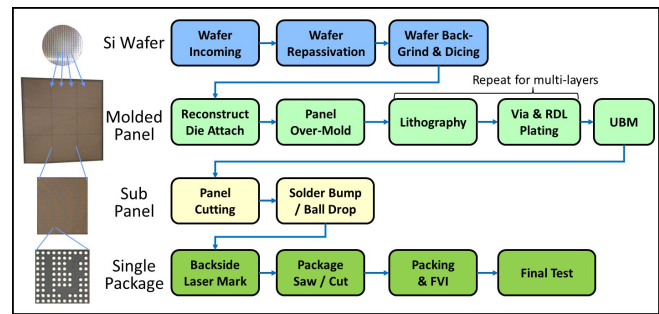 Si Wafer
Wafer
Incoming
Wafer
Repassivation
Wafer Back-
Grind & Dicing
Repeat for multi-layers
Molded
Panel
Reconstruct
Die Attach
Panel
Over-Mold
Lithography
Via & RDL
Plating
UBM
Sub
Panel
Panel
Cutting
Solder Bump
/ Ball Drop
Single
Package
Backside
Laser Mark
Package
Saw / Cut
Packing
& FVI
Final Test